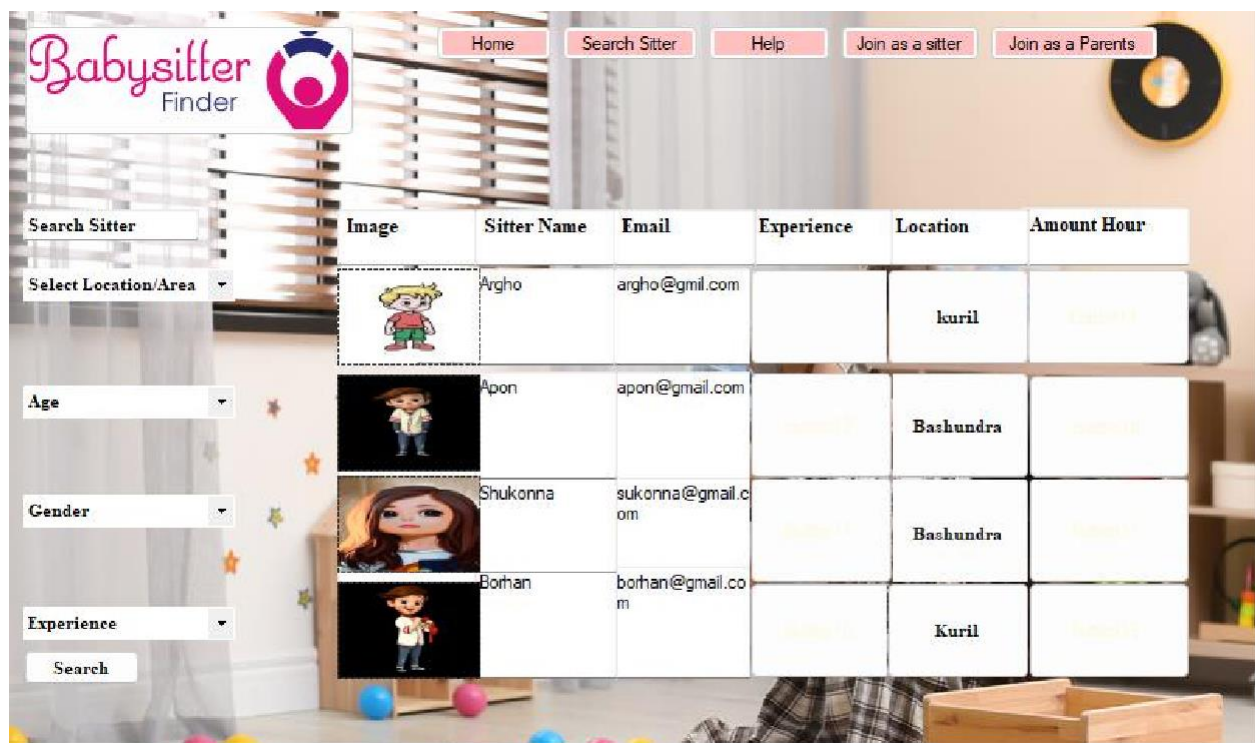 Babysitter
Finder
Home Search Sitter Help Join as a sitter Join as a Parents
Search Sitter
Select Location/Area
Age
Gender
Experience
Search
Image Sitter Name Email Experience Location Amount Hour
Argho argho@gmil.com kuril
Apon apon@gmail.com Bashundra
Shukonna sukonna@gmail.c
om
Bashundra
Borhan borhan@gmail.co
m
Kuril